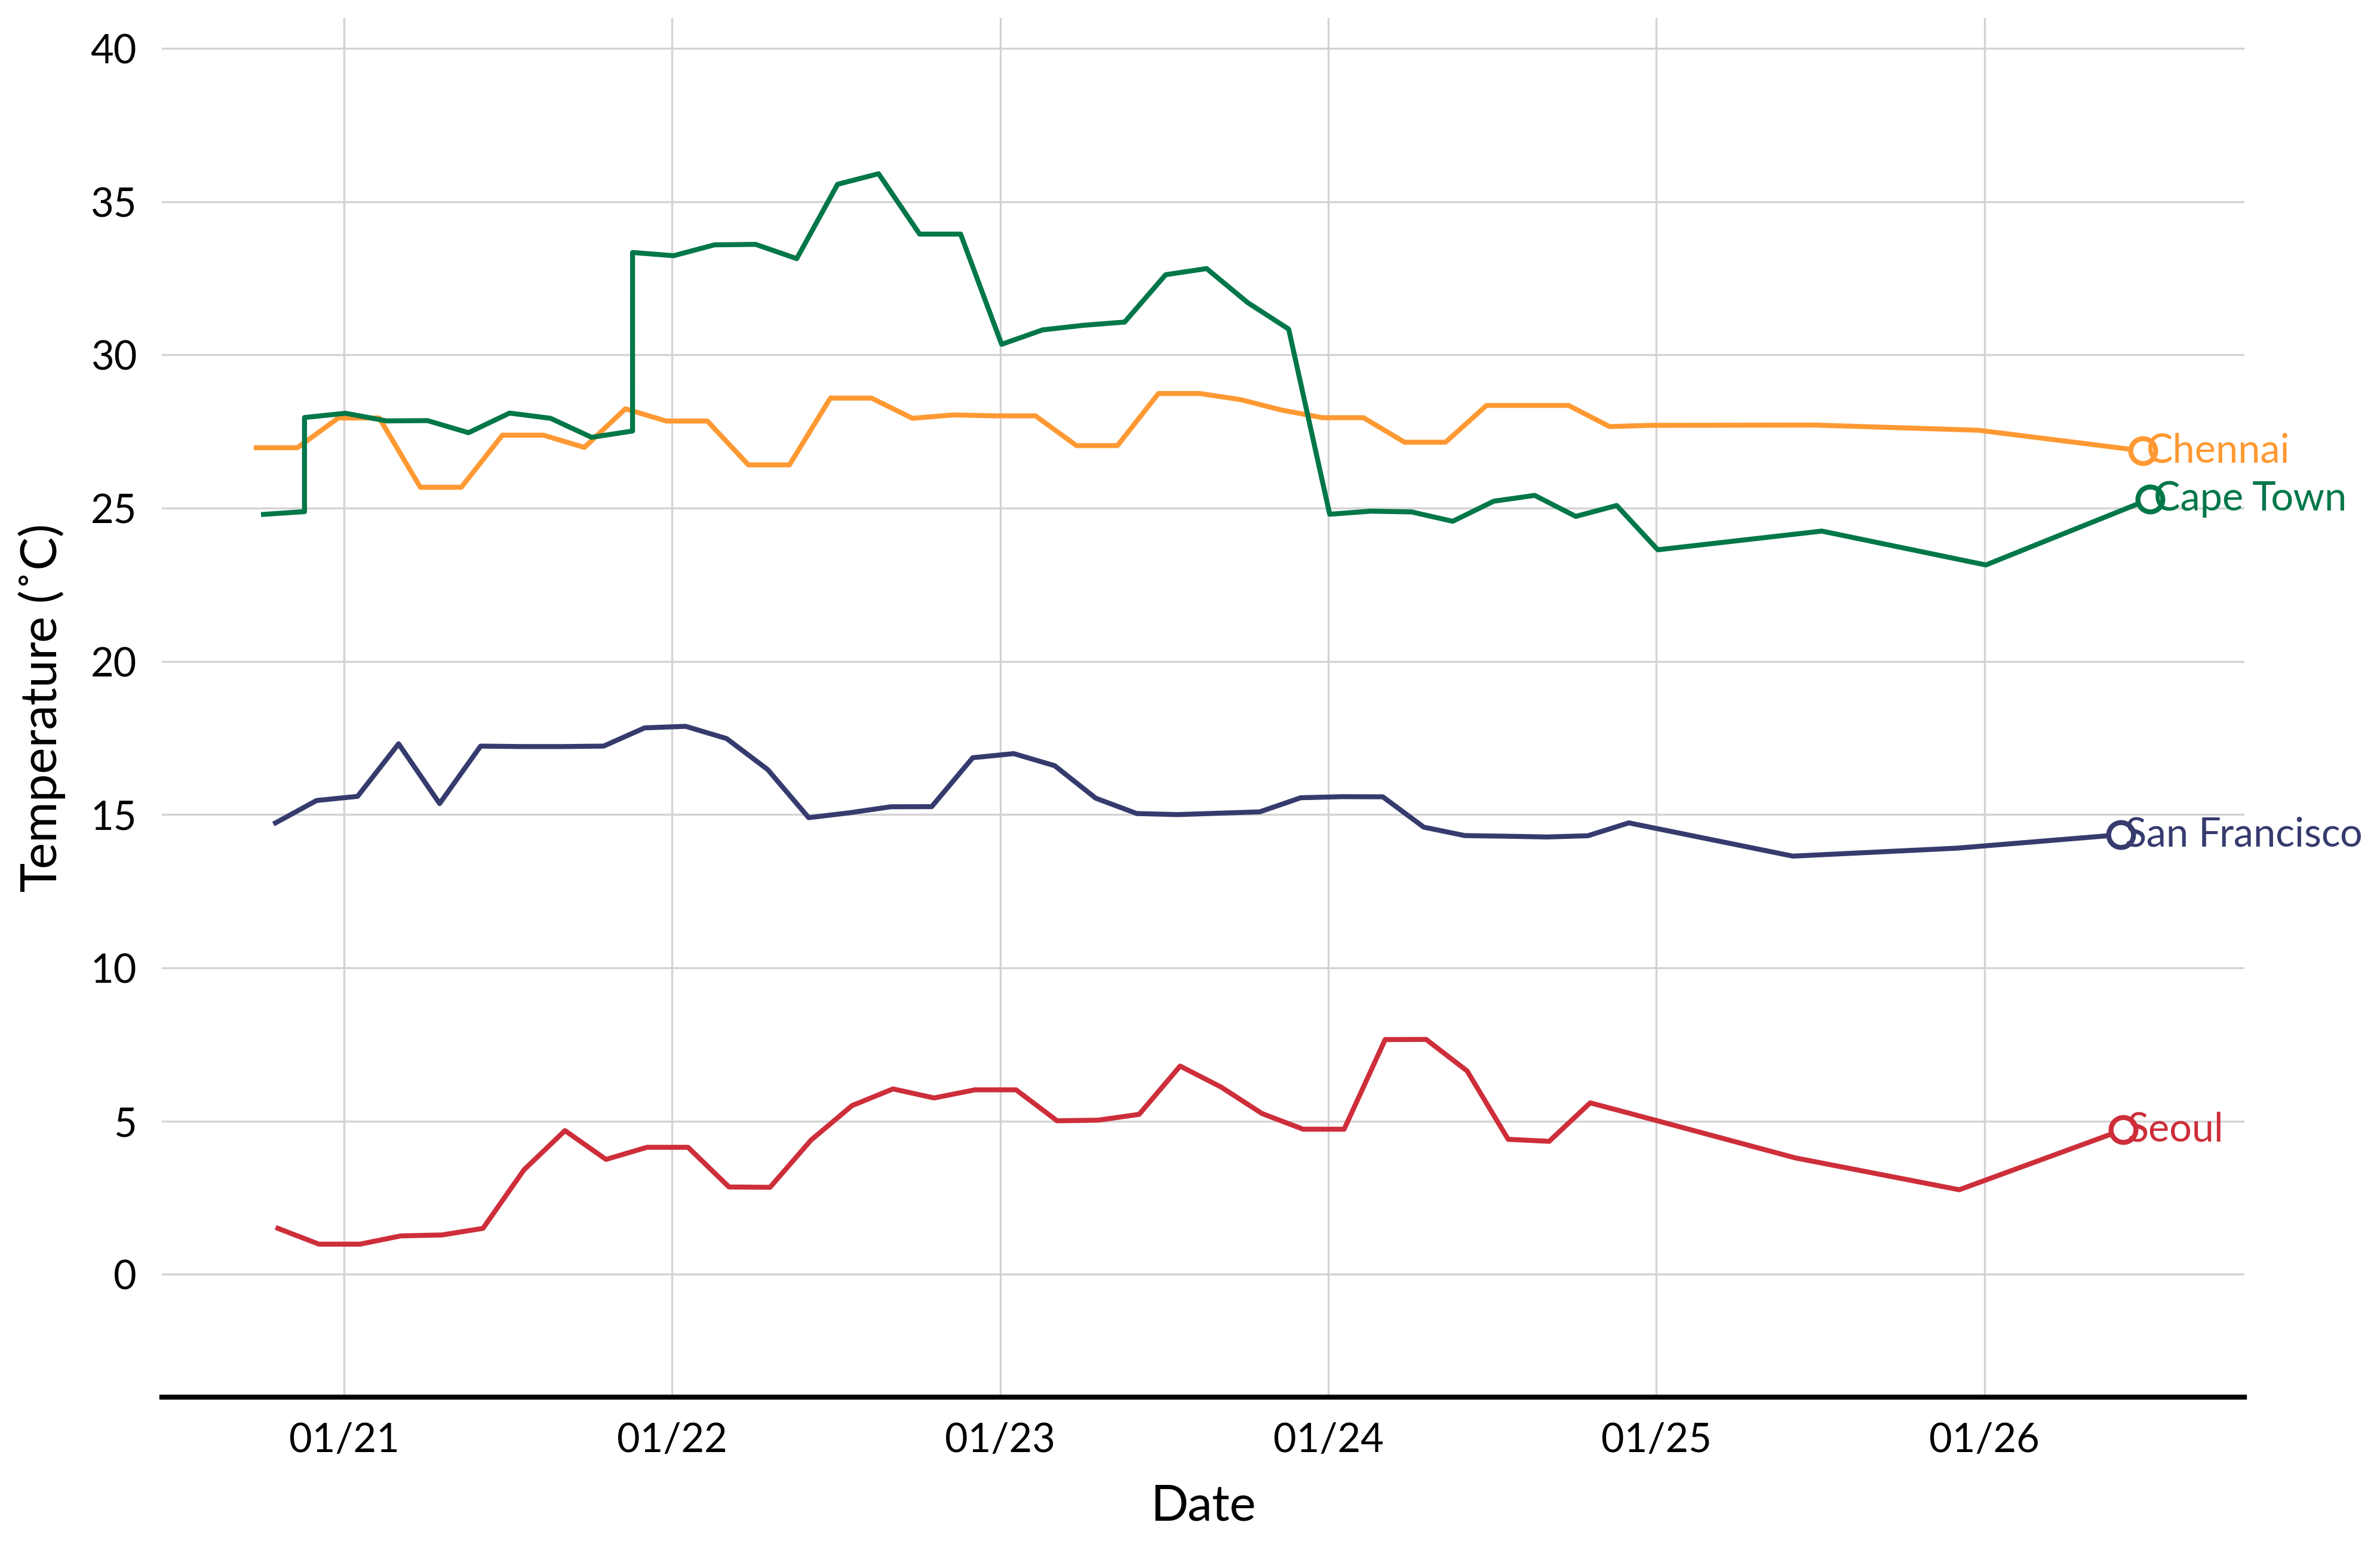 40
35
30
25
20
15
10
5
0
Temperature (°C)
Chennai
Cape Town
San Francisco
Seoul
01/21 01/22 01/23 01/24 01/25 01/26
Date